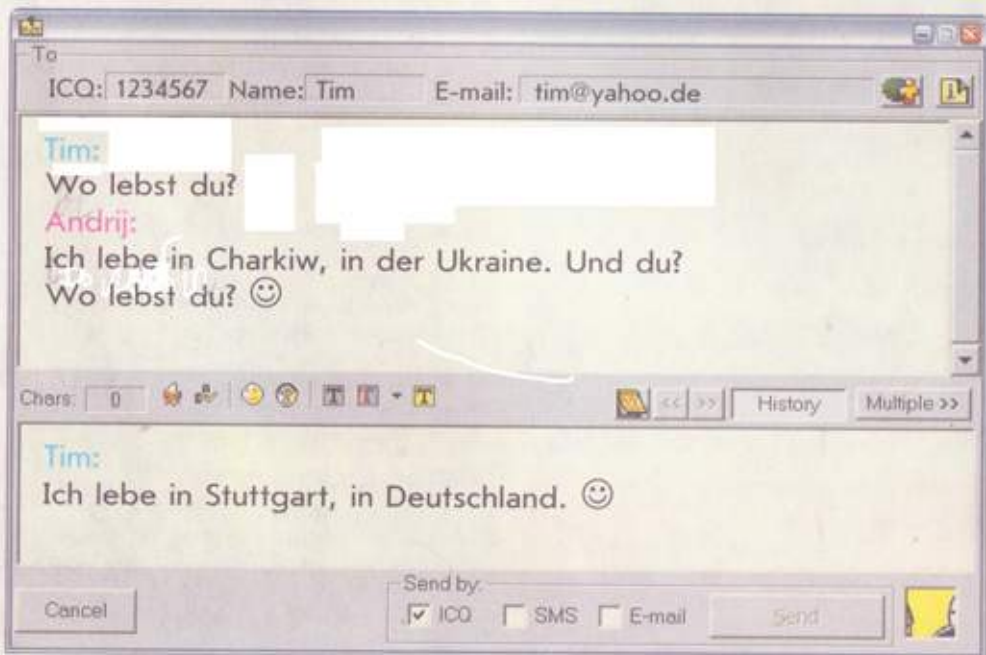 To
ICQ: 1234567 Name: Tim E-mail: tim@yahoo.de
Tim:
Wo lebst du?
Andrij:
Ich lebe in Charkiw, in der Ukraine. Und du?
Wo lebst du? ☺
Chars: 0 History Multiple >>
Tim:
Ich lebe in Stuttgart, in Deutschland. ☺
Send by:
Cancel ICQ SMS E-mail Send